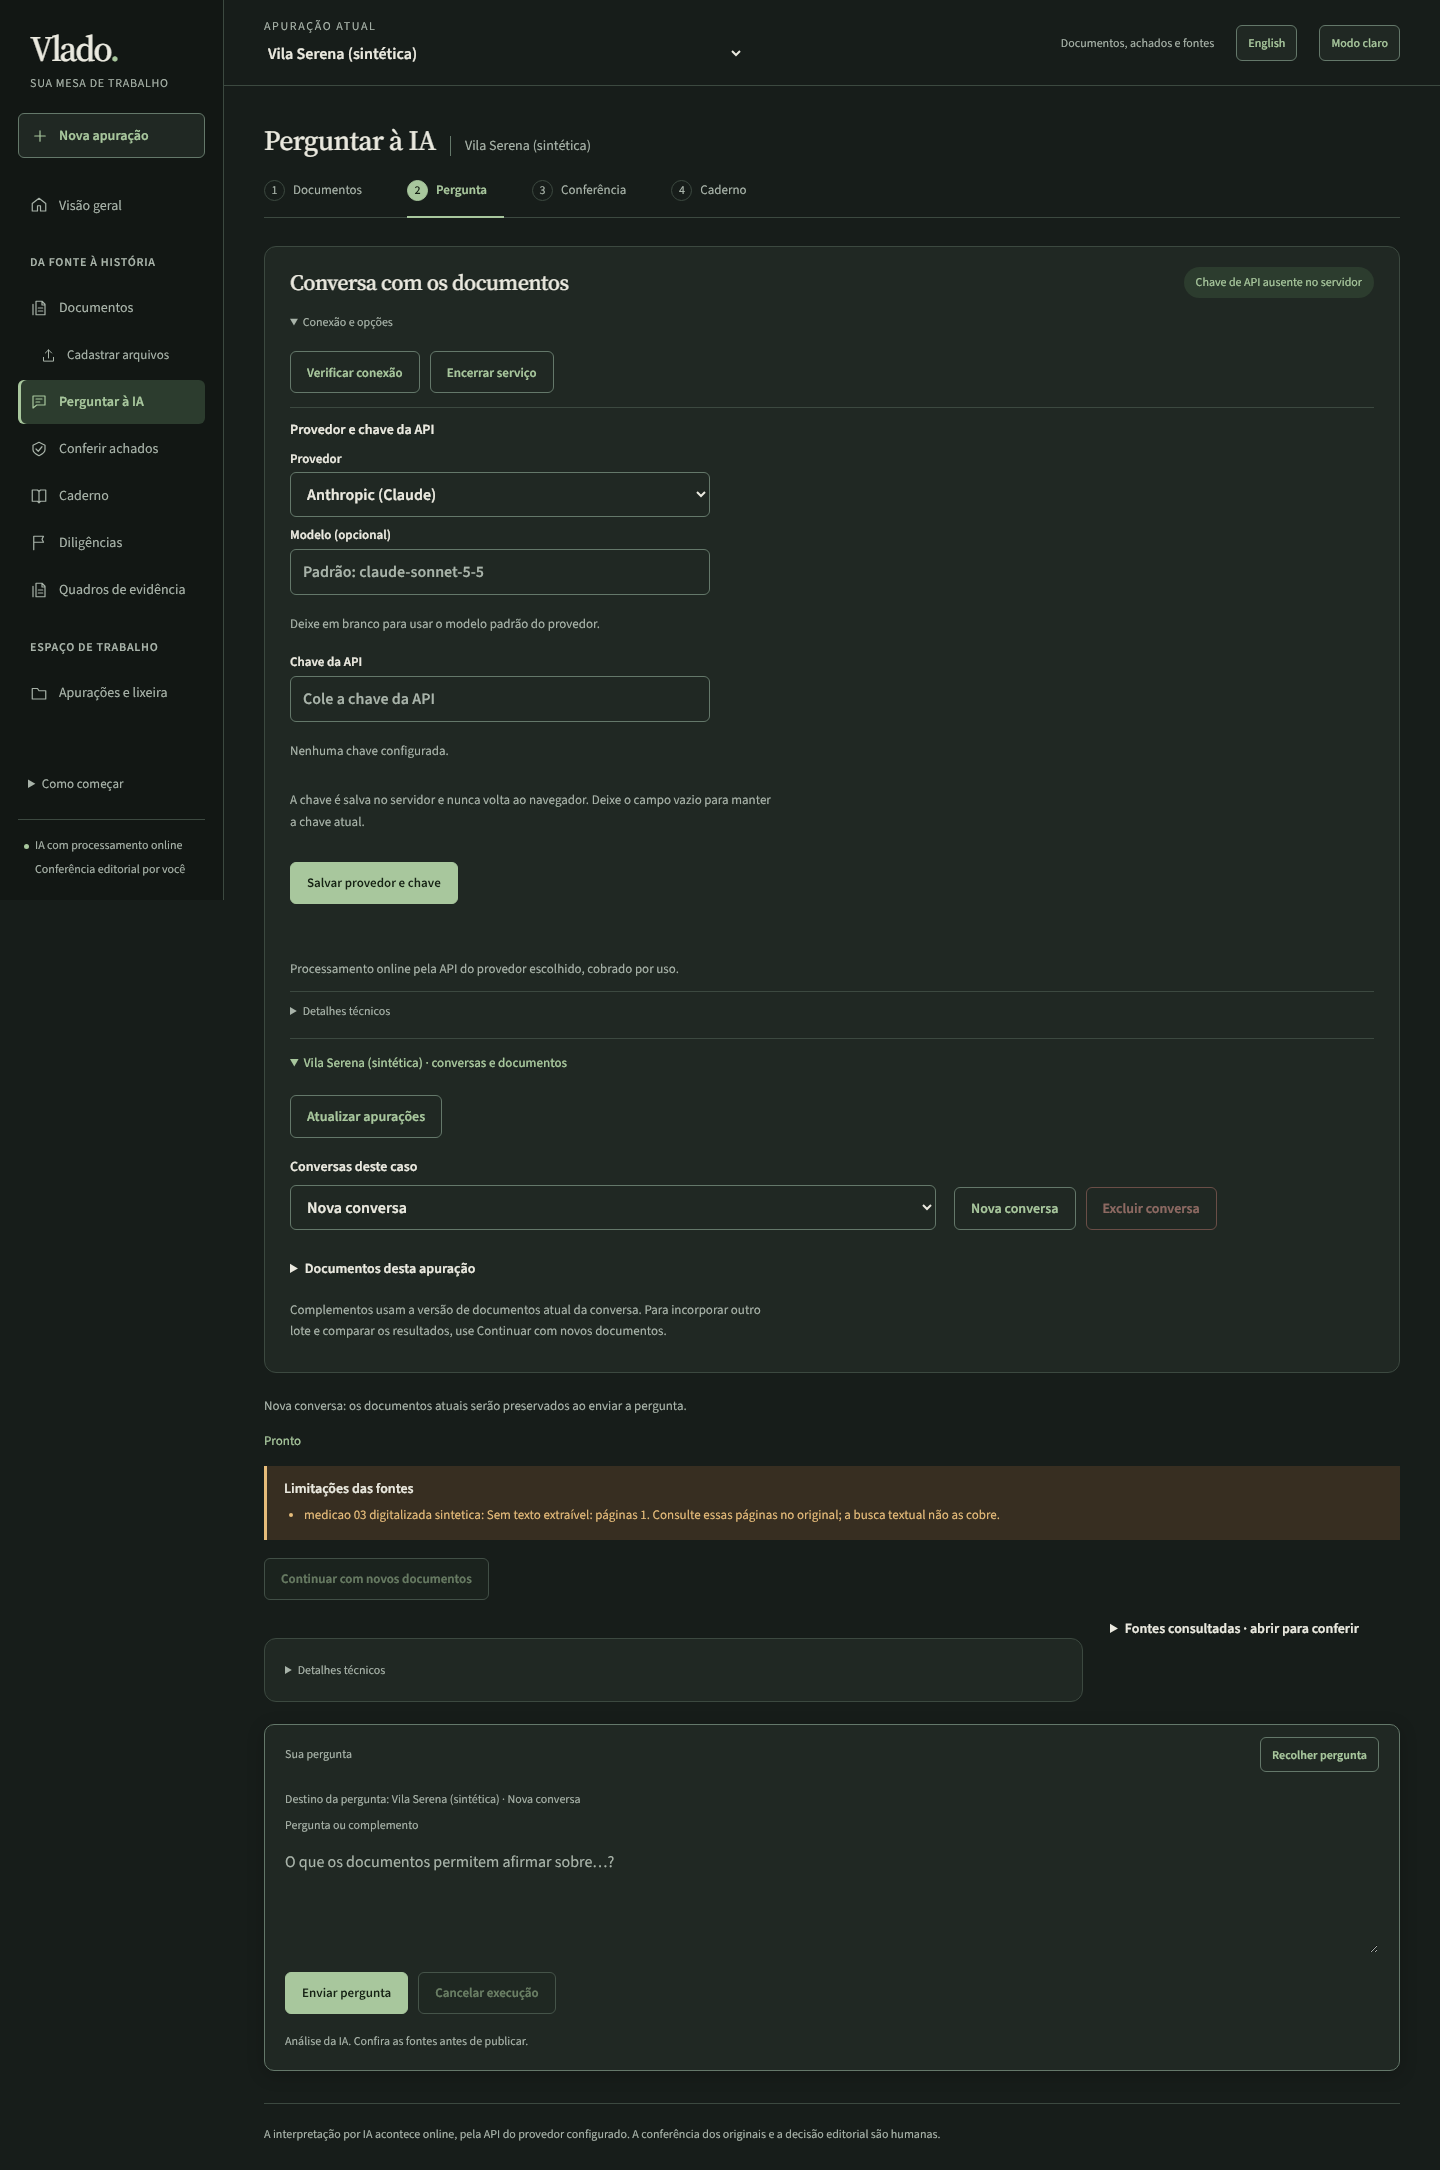 Vlado.
SUA MESA DE TRABALHO
Nova apuração
Visão geral
DA FONTE À HISTÓRIA
Documentos
Cadastrar arquivos
Perguntar à IA
Conferir achados
Caderno
Diligências
Quadros de evidência
ESPAÇO DE TRABALHO
Apurações e lixeira
Como começar
IA com processamento online
Conferência editorial por você
APURAÇÃO ATUAL
Vila Serena (sintética)
Documentos, achados e fontes
English
Modo claro
Perguntar à IA
Vila Serena (sintética)
1 Documentos
2 Pergunta
3 Conferência
4 Caderno
Conversa com os documentos
Chave de API ausente no servidor
Conexão e opções
Verificar conexão
Encerrar serviço
Provedor e chave da API
Provedor
Anthropic (Claude)
Modelo (opcional)
Padrão: claude-sonnet-5-5
Deixe em branco para usar o modelo padrão do provedor.
Chave da API
Cole a chave da API
Nenhuma chave configurada.
A chave é salva no servidor e nunca volta ao navegador. Deixe o campo vazio para manter
a chave atual.
Salvar provedor e chave
Processamento online pela API do provedor escolhido, cobrado por uso.
Detalhes técnicos
Vila Serena (sintética) · conversas e documentos
Atualizar apurações
Conversas deste caso
Nova conversa
Nova conversa
Excluir conversa
Documentos desta apuração
Complementos usam a versão de documentos atual da conversa. Para incorporar outro
lote e comparar os resultados, use Continuar com novos documentos.
Nova conversa: os documentos atuais serão preservados ao enviar a pergunta.
Pronto
Limitações das fontes
• medicao 03 digitalizada sintetica: Sem texto extraível: páginas 1. Consulte essas páginas no original; a busca textual não as cobre.
Continuar com novos documentos
Fontes consultadas · abrir para conferir
Detalhes técnicos
Sua pergunta
Recolher pergunta
Destino da pergunta: Vila Serena (sintética) · Nova conversa
Pergunta ou complemento
O que os documentos permitem afirmar sobre…?
Enviar pergunta
Cancelar execução
Análise da IA. Confira as fontes antes de publicar.
A interpretação por IA acontece online, pela API do provedor configurado. A conferência dos originais e a decisão editorial são humanas.